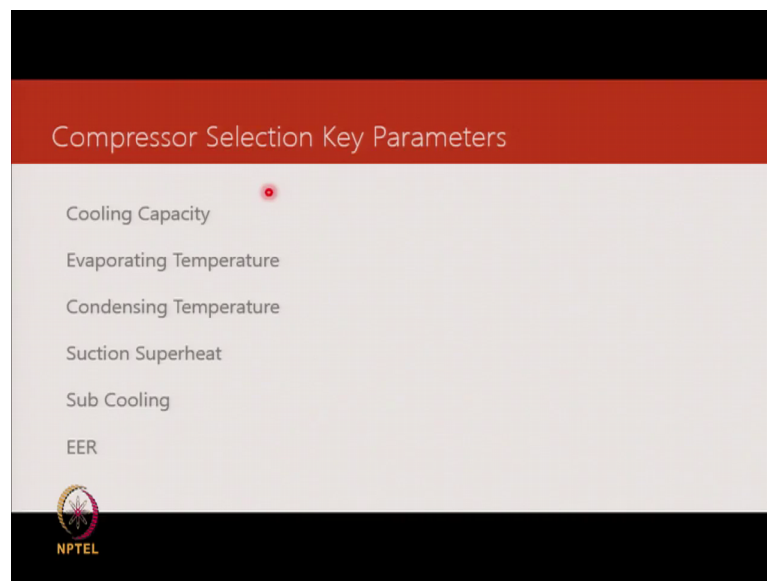 Compressor Selection Key Parameters
Cooling Capacity
Evaporating Temperature
Condensing Temperature
Suction Superheat
Sub Cooling
EER
NPTEL